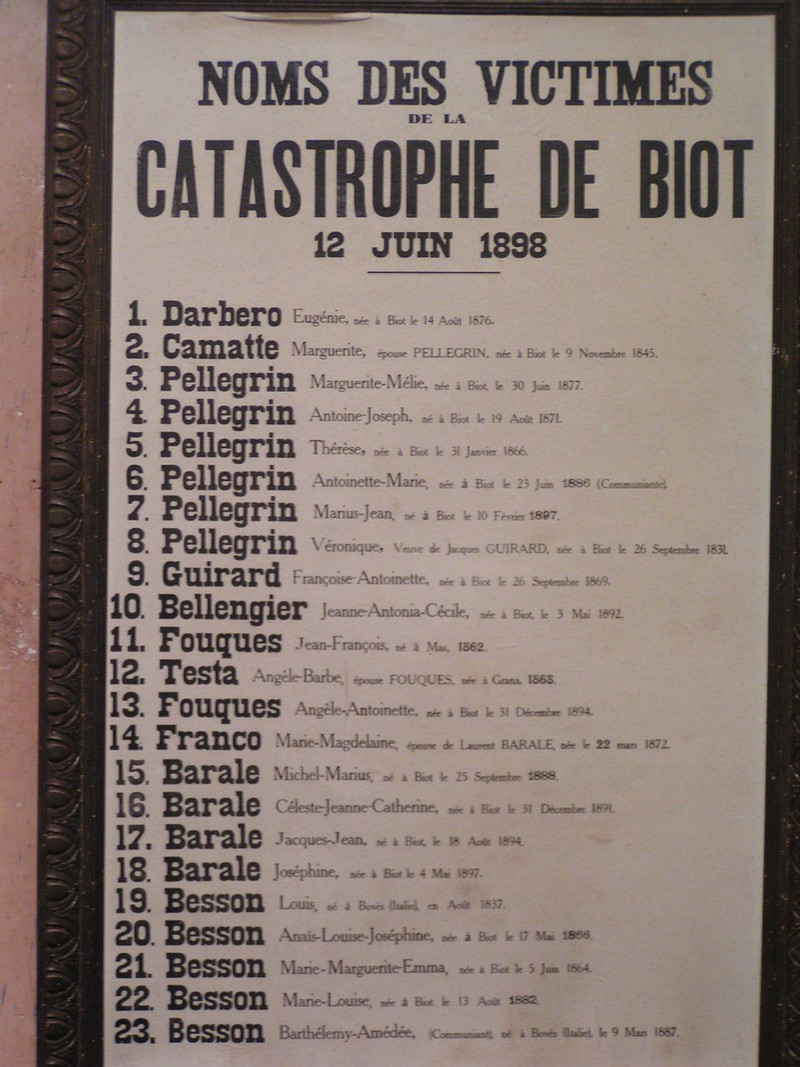 NOMS DES VICTIMES
DE LA
CATASTROPHE DE BIOT
12 JUIN 1898
1. Darbero Eugénie, née à Biot le 14 Août 1876.
2. Camatte Marguerite, épouse PELLEGRIN, née à Biot le 9 Novembre 1845.
3. Pellegrin Marguerite-Mélie, née à Biot, le 30 Juin 1877.
4. Pellegrin Antoine-Joseph, né à Biot le 19 Août 1871.
5. Pellegrin Thérèse, née à Biot le 31 Janvier 1866.
6. Pellegrin Antoinette-Marie, née à Biot le 23 Juin 1886 (Communiante).
7. Pellegrin Marius-Jean, né à Biot le 10 Février 1897.
8. Pellegrin Véronique, Veuve de Jacques GUIRARD, née à Biot le 26 Septembre 1831.
9. Guirard Françoise-Antoinette, née à Biot le 26 Septembre 1869.
10. Bellengier Jeanne-Antonia-Cécile, née à Biot, le 3 Mai 1892.
11. Fouques Jean-François, né à Mas, 1862.
12. Testa Angèle-Barbe, épouse FOUQUES, née à Grana, 1868.
13. Fouques Angèle-Antoinette, née à Biot le 31 Décembre 1894.
14. Franco Marie-Magdelaine, épouse de Laurent BARALE, née le 22 mars 1872.
15. Barale Michel-Marius, né à Biot le 25 Septembre 1888.
16. Barale Céleste-Jeanne-Catherine, née à Biot le 31 Décembre 1891.
17. Barale Jacques-Jean, né à Biot, le 18 Août 1894.
18. Barale Joséphine, née à Biot le 4 Mai 1897.
19. Besson Louis, né à Bovès (Italie), en Août 1837.
20. Besson Anaïs-Louise-Joséphine, née à Biot le 17 Mai 1866.
21. Besson Marie-Marguerite-Emma, née à Biot le 5 Juin 1864.
22. Besson Marie-Louise, née à Biot le 13 Août 1882.
23. Besson Barthélemy-Amédée, (Communiant), né à Bovès (Italie), le 9 Mars 1887.